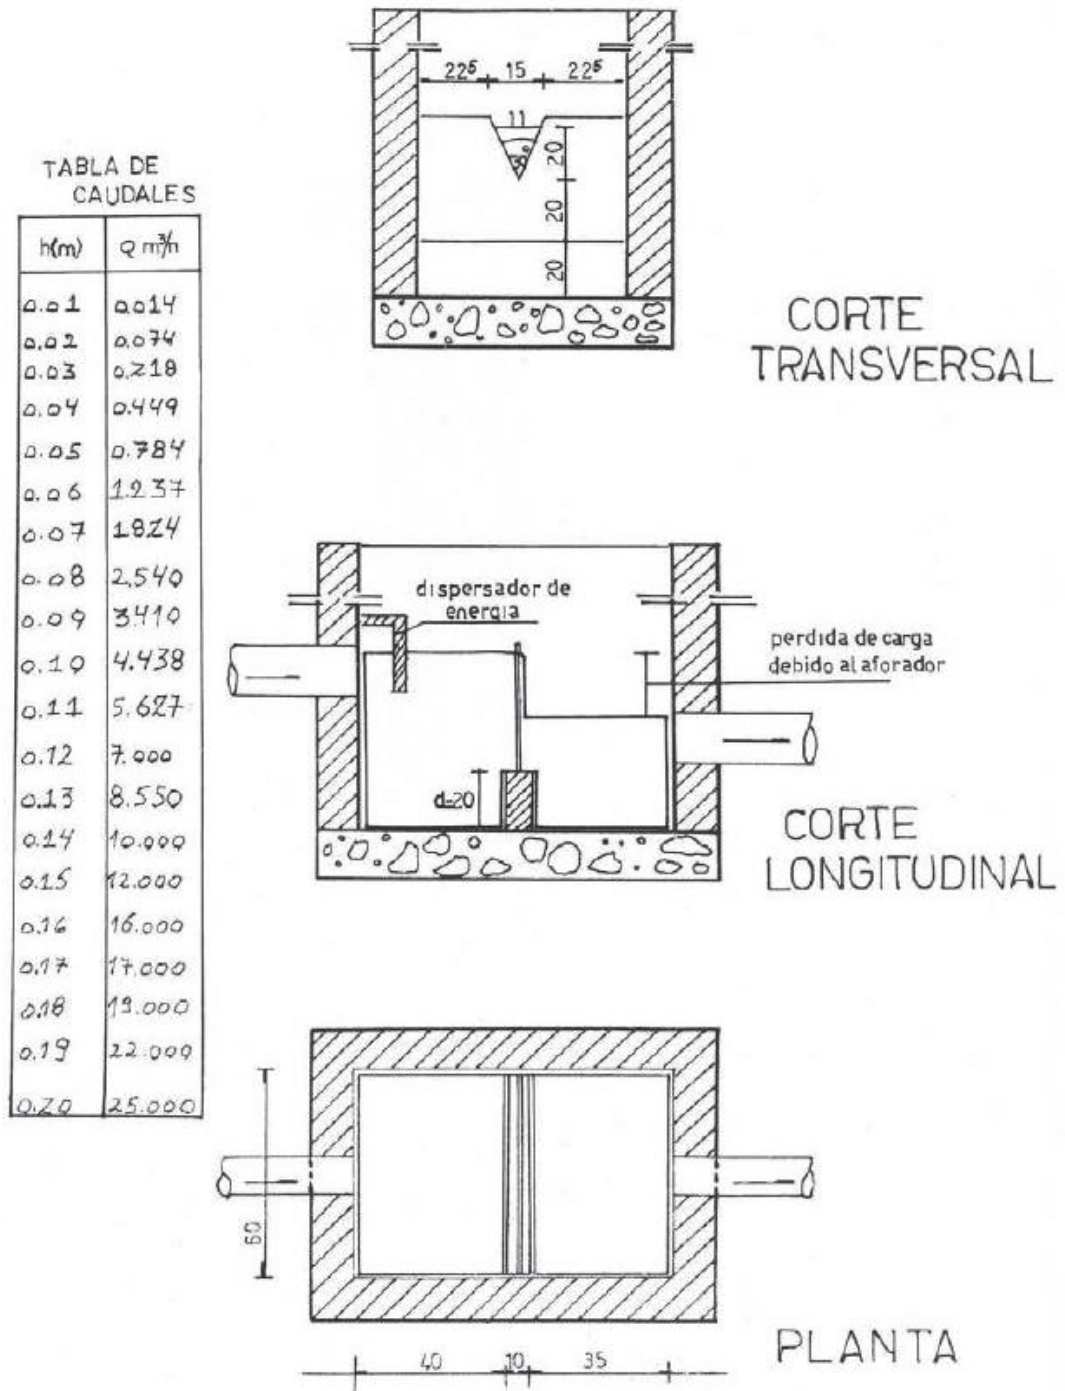 22⁵ 15 22⁵
11
30°
20
20
20
CORTE
TRANSVERSAL
TABLA DE
CAUDALES
h(m) Q m³/h
0.01 0.014
0.02 0.074
0.03 0.218
0.04 0.449
0.05 0.784
0.06 1.237
0.07 1824
0.08 2,540
0.09 3410
0.10 4.438
0.11 5.627
0.12 7.000
0.13 8.550
0.14 10.000
0.15 12.000
0.16 16.000
0.17 17.000
0.18 19.000
0.19 22.000
0.20 25.000
dispersador de
energia
perdida de carga
debido al aforador
d=20
CORTE
LONGITUDINAL
60
40 10 35
PLANTA